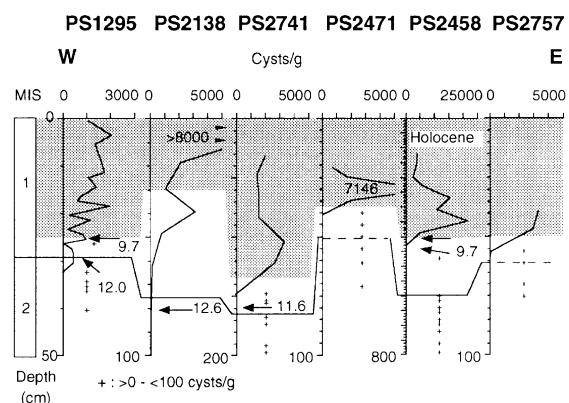 PS1295 PS2138 PS2741 PS2471 PS2458 PS2757
W Cysts/g E
MIS 0 3000 0 5000 0 5000 0 5000 0 25000 0 5000
0
>8000
Holocene
1
7146
9.7
9.7
12.0
12.6
11.6
2
50 100 200 100 800 100
Depth
(cm)
+ : >0 - <100 cysts/g